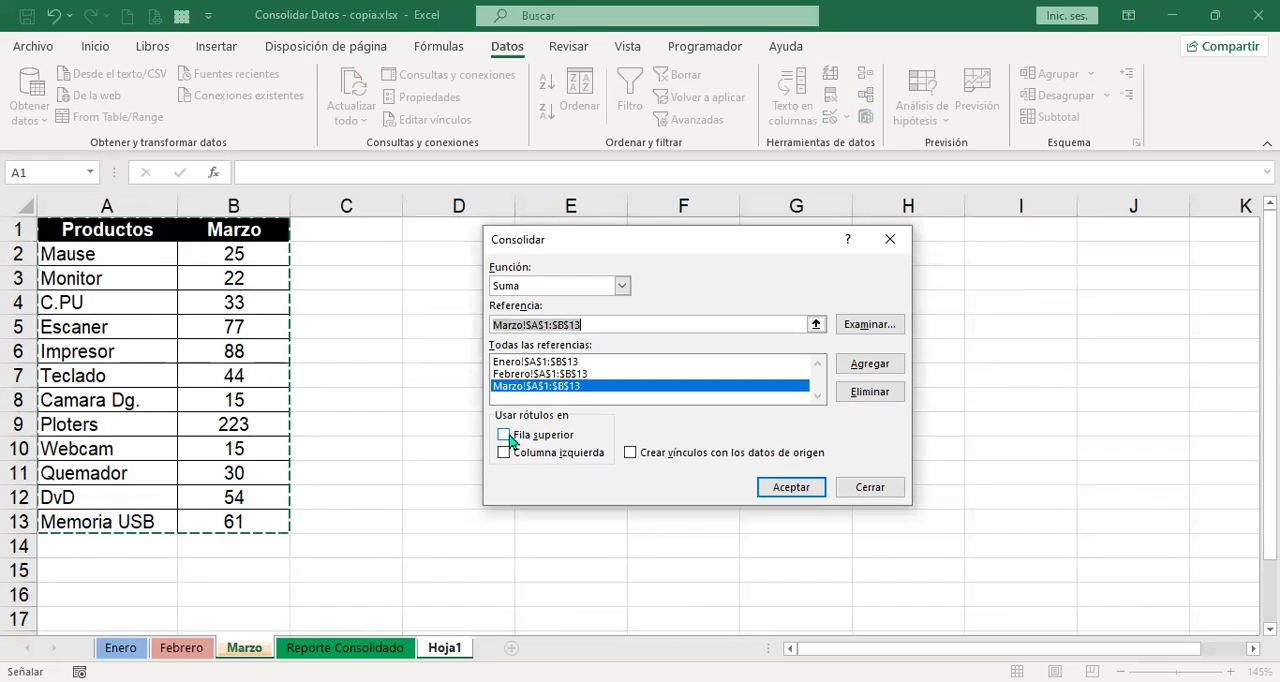 Consolidar Datos - copia.xlsx - Excel
Buscar
Inic. ses.
Archivo Inicio Libros Insertar Disposición de página Fórmulas Datos Revisar Vista Programador Ayuda
Compartir
Obtener datos
Desde el texto/CSV
De la web
From Table/Range
Fuentes recientes
Conexiones existentes
Obtener y transformar datos
Actualizar todo
Consultas y conexiones
Propiedades
Editar vínculos
Consultas y conexiones
Ordenar
Filtro
Borrar
Volver a aplicar
Avanzadas
Ordenar y filtrar
Texto en columnas
Herramientas de datos
Análisis de hipótesis
Previsión
Previsión
Agrupar
Desagrupar
Subtotal
Esquema
A1
fx
A B C D E F G H I J K
1 Productos Marzo
2 Mause 25
3 Monitor 22
4 C.PU 33
5 Escaner 77
6 Impresor 88
7 Teclado 44
8 Camara Dg. 15
9 Ploters 223
10 Webcam 15
11 Quemador 30
12 DvD 54
13 Memoria USB 61
14
15
16
17
Consolidar ?
Función:
Suma
Referencia:
Marzo!$A$1:$B$13
Examinar...
Todas las referencias:
Enero!$A$1:$B$13
Febrero!$A$1:$B$13
Marzo!$A$1:$B$13
Agregar
Eliminar
Usar rótulos en
Fila superior
Columna izquierda
Crear vínculos con los datos de origen
Aceptar Cerrar
Enero Febrero Marzo Reporte Consolidado Hoja1
Señalar
145%